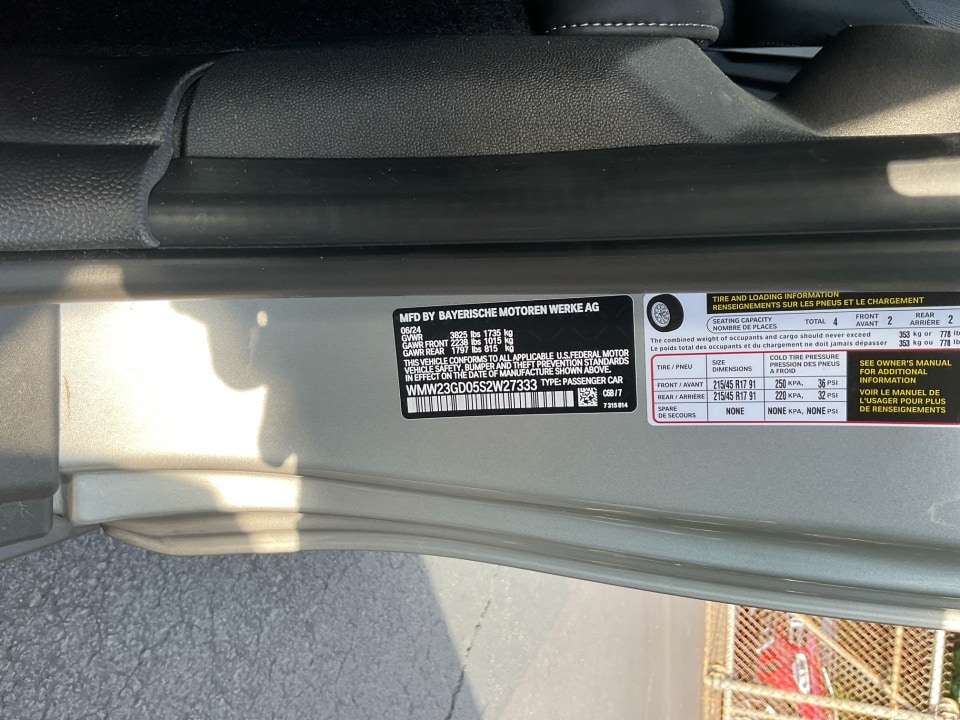 MFD BY BAYERISCHE MOTOREN WERKE AG
06/24
GVWR 3825 lbs 1735 kg
GAWR FRONT 2238 lbs 1015 kg
GAWR REAR 1797 lbs 815 kg
THIS VEHICLE CONFORMS TO ALL APPLICABLE U.S.FEDERAL MOTOR
VEHICLE SAFETY, BUMPER AND THEFT PREVENTION STANDARDS
IN EFFECT ON THE DATE OF MANUFACTURE SHOWN ABOVE.
WMW23GD05S2W27333 TYPE: PASSENGER CAR
C6B / 7
7 315 814
TIRE AND LOADING INFORMATION
RENSEIGNEMENTS SUR LES PNEUS ET LE CHARGEMENT
SEATING CAPACITY
NOMBRE DE PLACES
TOTAL 4
FRONT
AVANT 2
REAR
ARRIÈRE 2
The combined weight of occupants and cargo should never exceed 353 kg or 778 lb
Le poids total des occupants et du chargement ne doit jamais dépasser 353 kg ou 778 lb
TIRE / PNEU
SIZE
DIMENSIONS
COLD TIRE PRESSURE
PRESSION DES PNEUS
A FROID
FRONT / AVANT 215/45 R17 91 250 KPA, 36 PSI
REAR / ARRIÈRE 215/45 R17 91 220 KPA, 32 PSI
SPARE
DE SECOURS
NONE NONE KPA, NONE PSI
SEE OWNER'S MANUAL
FOR ADDITIONAL
INFORMATION
VOIR LE MANUEL DE
L'USAGER POUR PLUS
DE RENSEIGNEMENTS